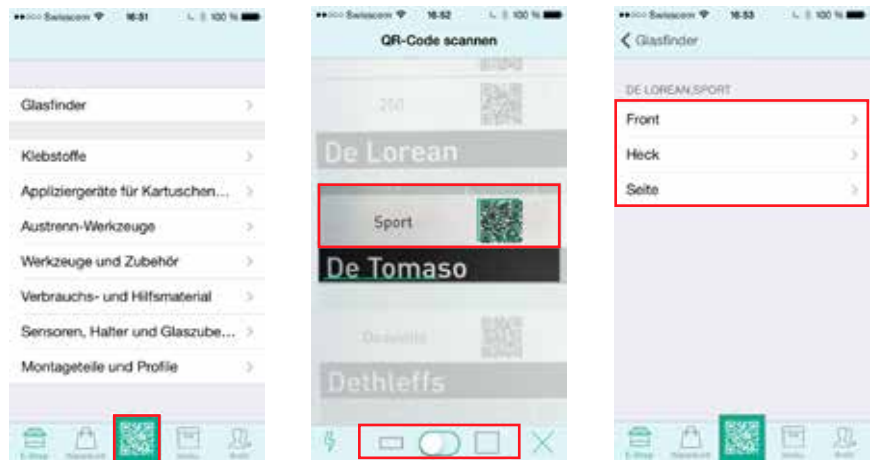 Swisscom 16:51 100 %
Glasfinder
Klebstoffe
Appliziergeräte für Kartuschen...
Austrenn-Werkzeuge
Werkzeuge und Zubehör
Verbrauchs- und Hilfsmaterial
Sensoren, Halter und Glaszube...
Montageteile und Profile
E-Shop
Swisscom 16:52 100 %
QR-Code scannen
250
De Lorean
Sport
De Tomaso
Dethleffs
Swisscom 16:53 100 %
Glasfinder
DE LOREAN,SPORT
Front
Heck
Seite